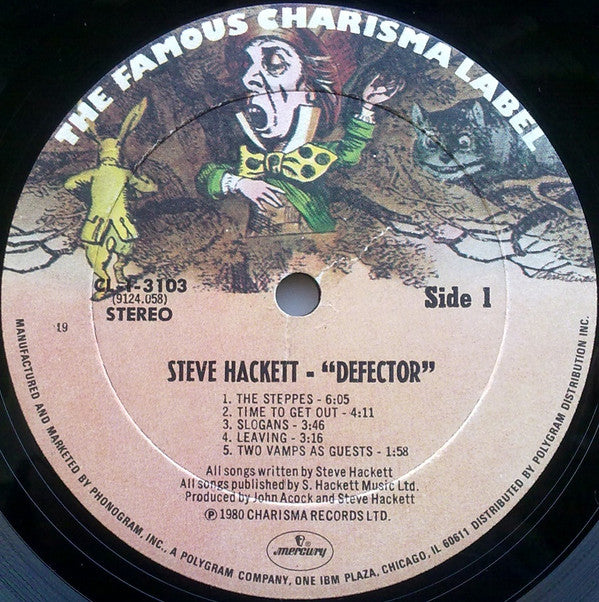 THE FAMOUS CHARISMA LABEL
CL-1-3103
(9124.058)
STEREO
Side 1
19
STEVE HACKETT - "DEFECTOR"
1. THE STEPPES - 6:05
2. TIME TO GET OUT - 4:11
3. SLOGANS - 3:46
4. LEAVING - 3:16
5. TWO VAMPS AS GUESTS - 1:58
All songs written by Steve Hackett
All songs published by S. Hackett Music Ltd.
Produced by John Acock and Steve Hackett
℗ 1980 CHARISMA RECORDS LTD.
mercury
MANUFACTURED AND MARKETED BY PHONOGRAM, INC., A POLYGRAM COMPANY, ONE IBM PLAZA, CHICAGO, IL 60611 DISTRIBUTED BY POLYGRAM DISTRIBUTION INC.